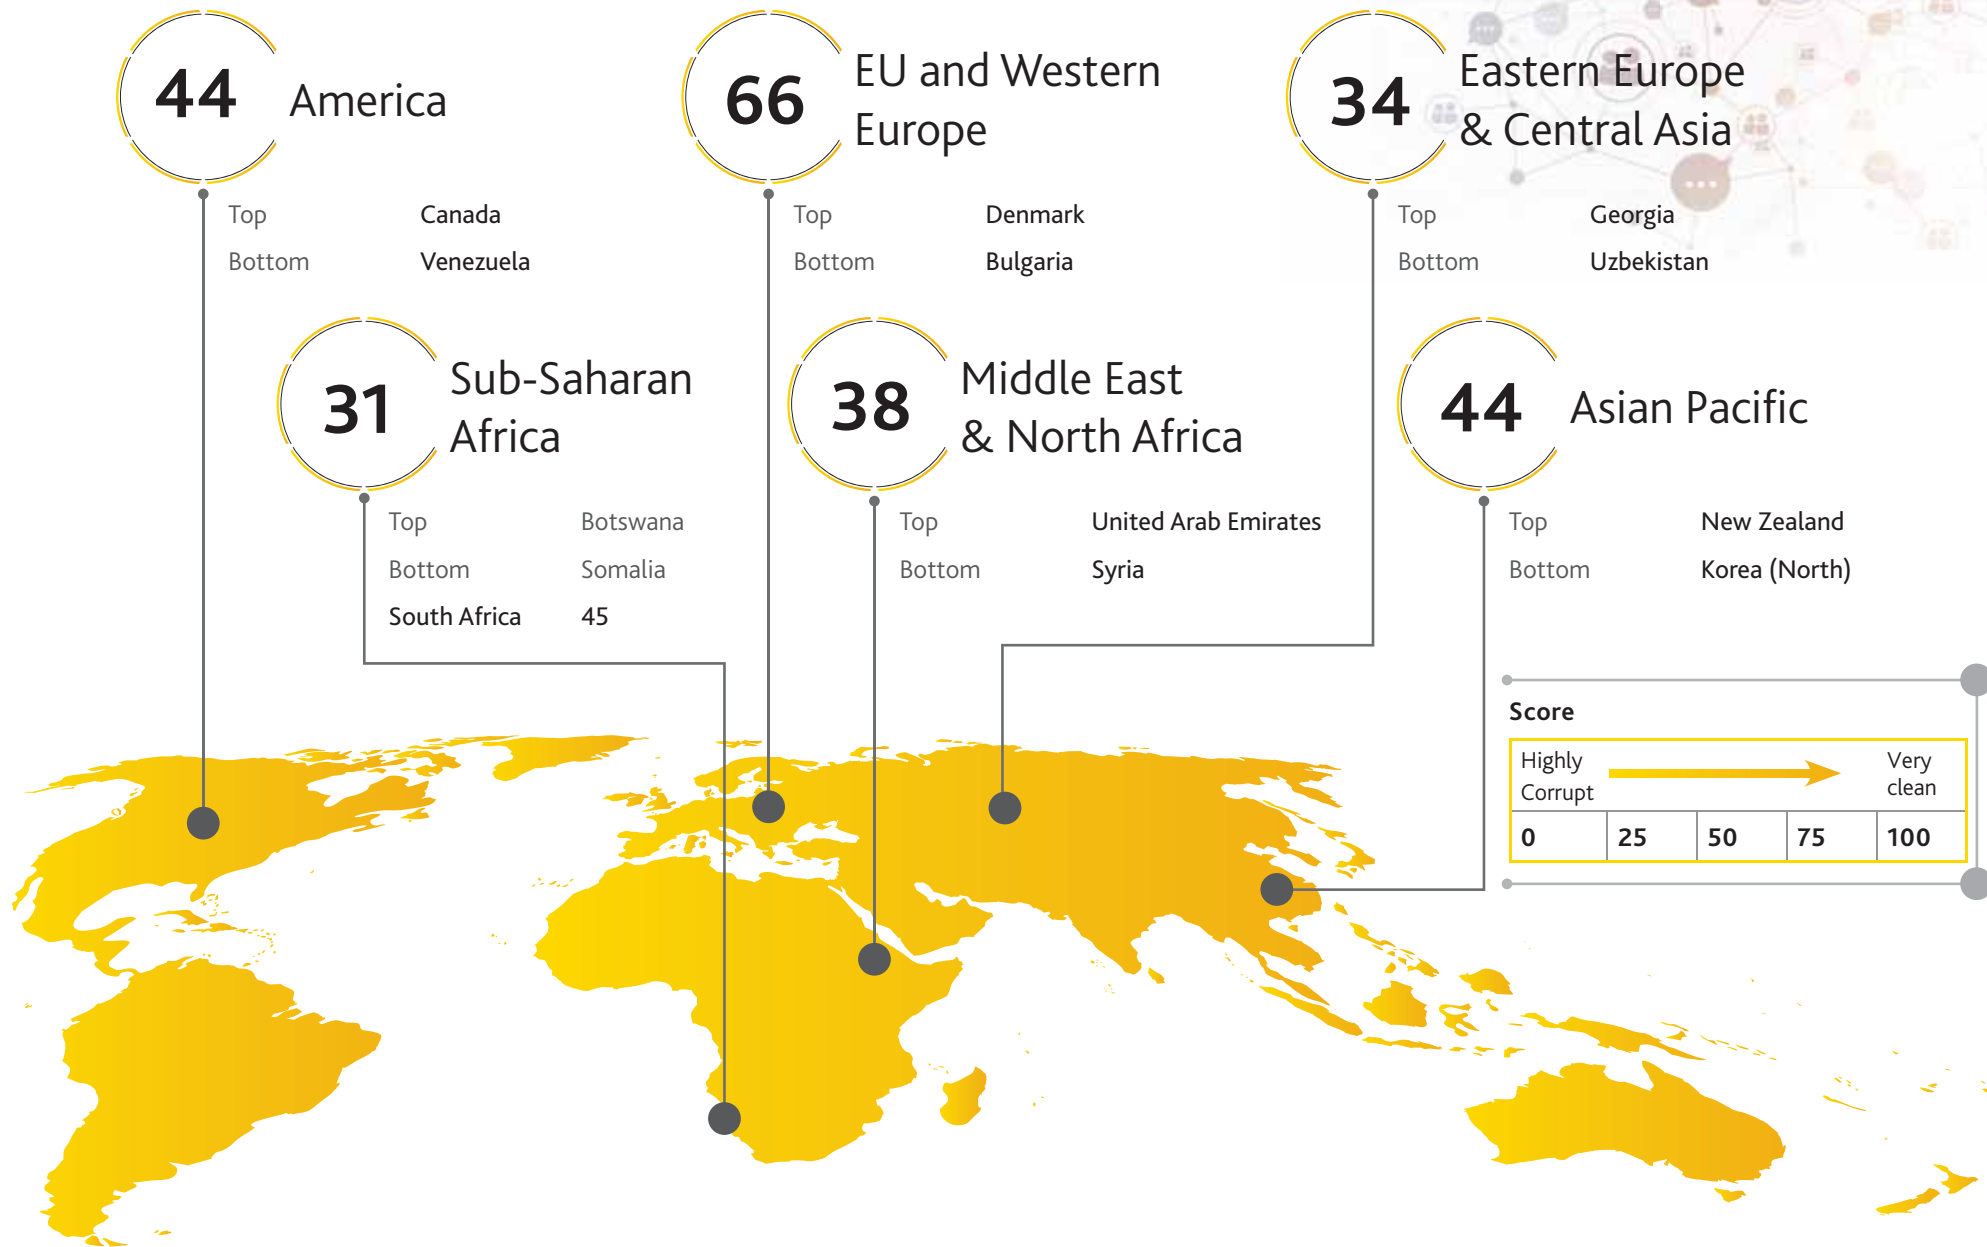 44
America
Top Canada
Bottom Venezuela
66
EU and Western
Europe
Top Denmark
Bottom Bulgaria
34
Eastern Europe
& Central Asia
Top Georgia
Bottom Uzbekistan
31
Sub-Saharan
Africa
Top Botswana
Bottom Somalia
South Africa 45
38
Middle East
& North Africa
Top United Arab Emirates
Bottom Syria
44
Asian Pacific
Top New Zealand
Bottom Korea (North)
Score
Highly
Corrupt
Very
clean
0 25 50 75 100